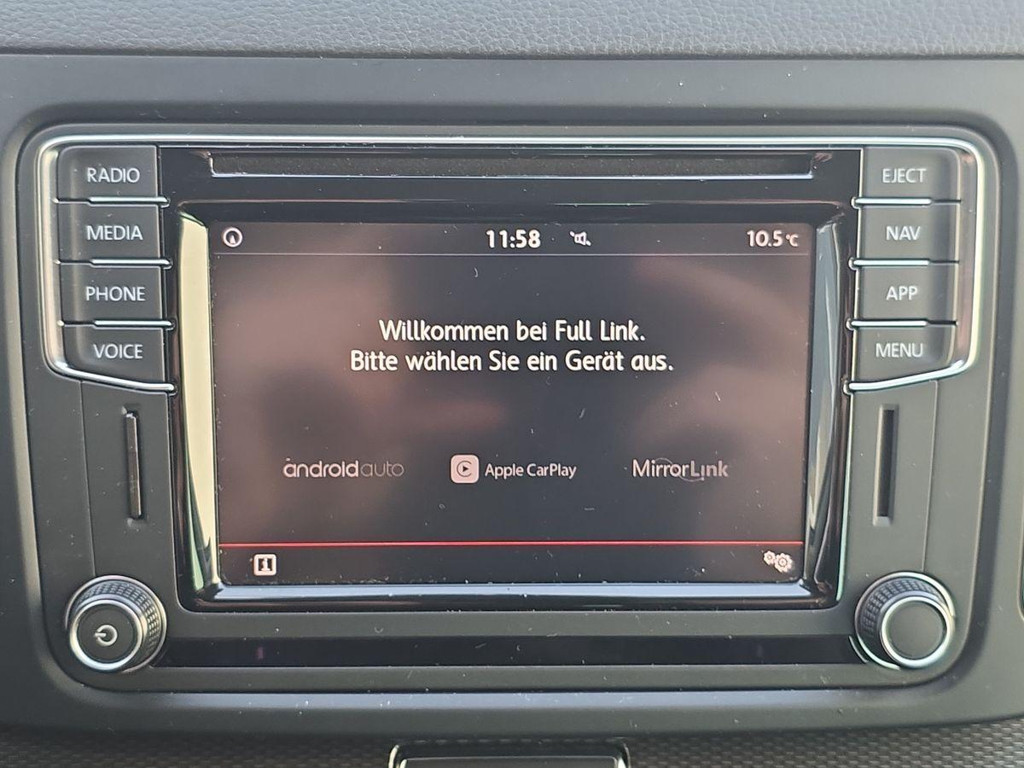 RADIO
MEDIA
PHONE
VOICE
EJECT
NAV
APP
MENU
11:58
10.5°C
Willkommen bei Full Link.
Bitte wählen Sie ein Gerät aus.
androidauto
Apple CarPlay
MirrorLink